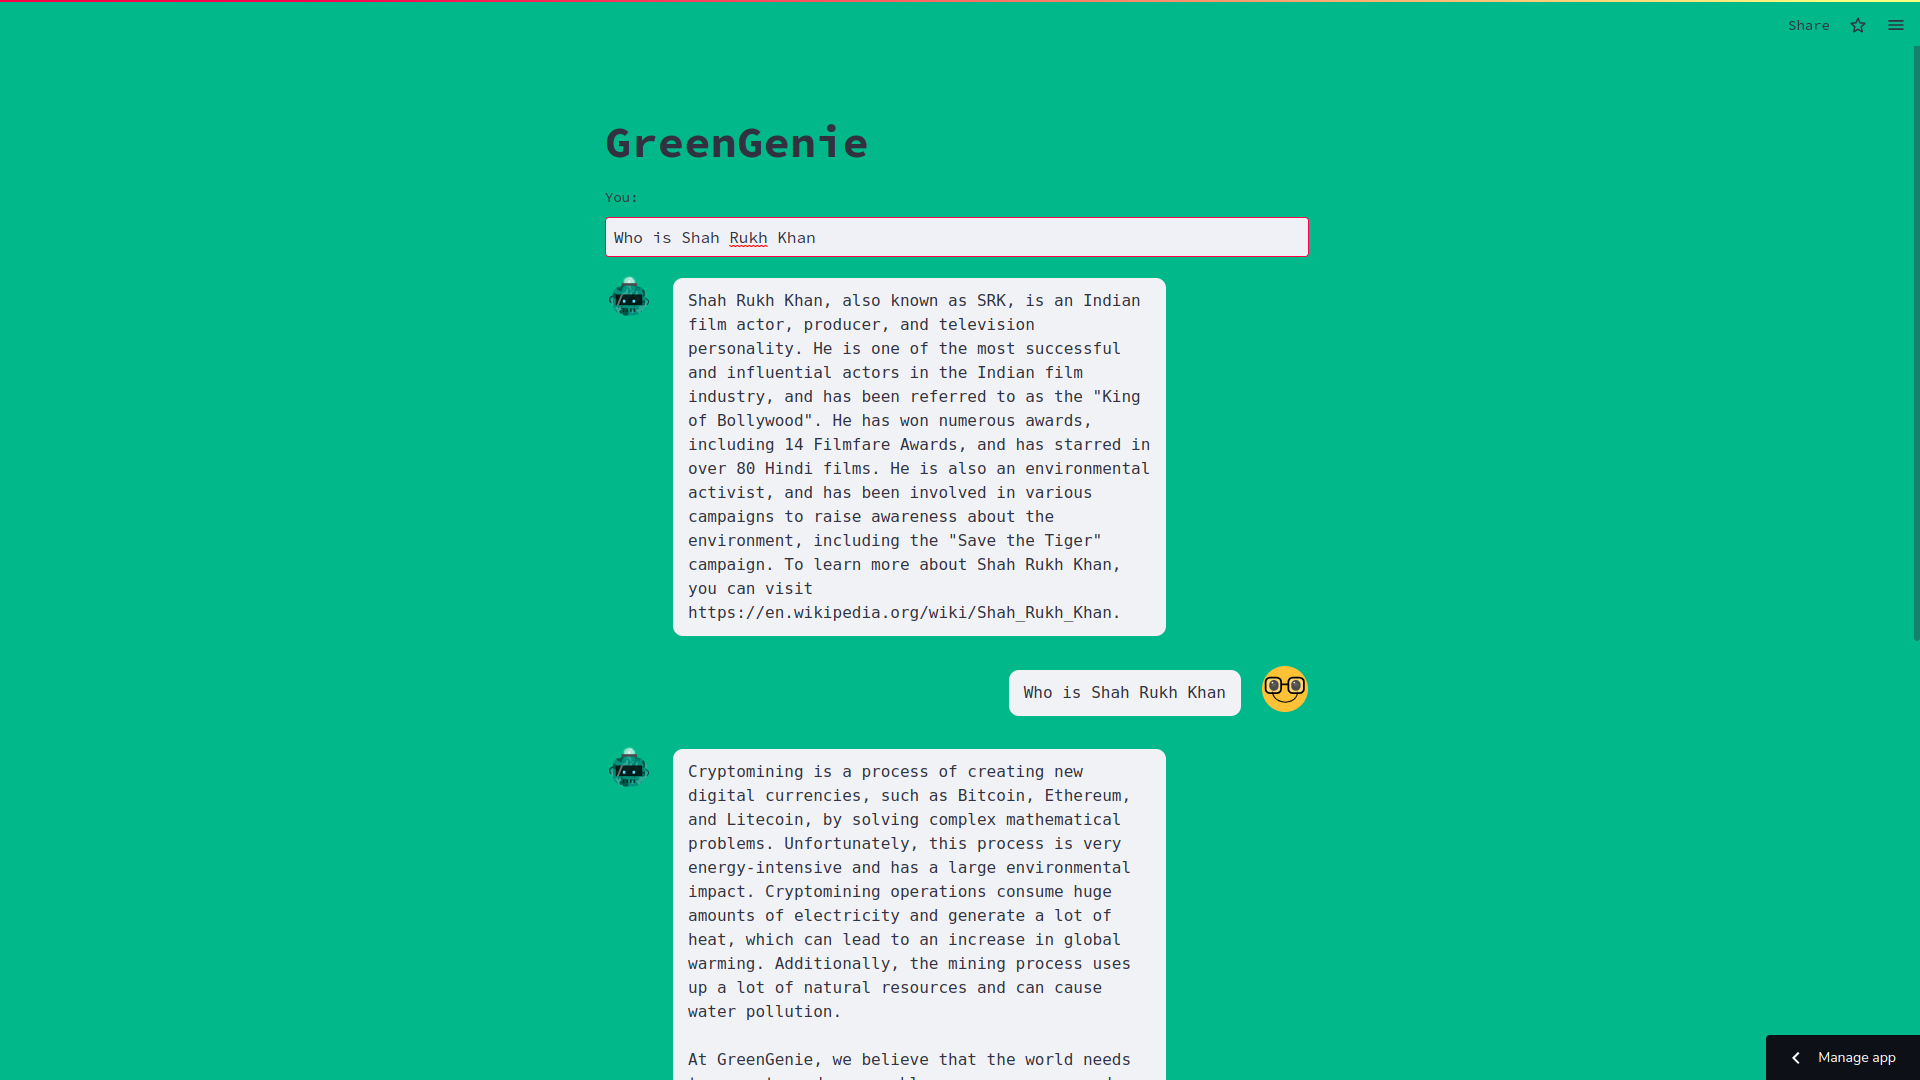 Share
GreenGenie
You:
Who is Shah Rukh Khan
Shah Rukh Khan, also known as SRK, is an Indian
film actor, producer, and television
personality. He is one of the most successful
and influential actors in the Indian film
industry, and has been referred to as the "King
of Bollywood". He has won numerous awards,
including 14 Filmfare Awards, and has starred in
over 80 Hindi films. He is also an environmental
activist, and has been involved in various
campaigns to raise awareness about the
environment, including the "Save the Tiger"
campaign. To learn more about Shah Rukh Khan,
you can visit
https://en.wikipedia.org/wiki/Shah_Rukh_Khan.
Who is Shah Rukh Khan
Cryptomining is a process of creating new
digital currencies, such as Bitcoin, Ethereum,
and Litecoin, by solving complex mathematical
problems. Unfortunately, this process is very
energy-intensive and has a large environmental
impact. Cryptomining operations consume huge
amounts of electricity and generate a lot of
heat, which can lead to an increase in global
warming. Additionally, the mining process uses
up a lot of natural resources and can cause
water pollution.
At GreenGenie, we believe that the world needs
Manage app